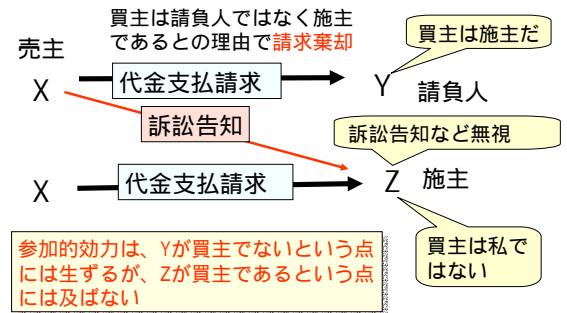 買主は請負人ではなく施主
であるとの理由で請求棄却
買主は施主だ
売主
X
代金支払請求
Y
請負人
訴訟告知
訴訟告知など無視
X
代金支払請求
Z
施主
参加的効力は、Yが買主でないという点
には生ずるが、Zが買主であるという点
には及ばない
買主は私で
はない